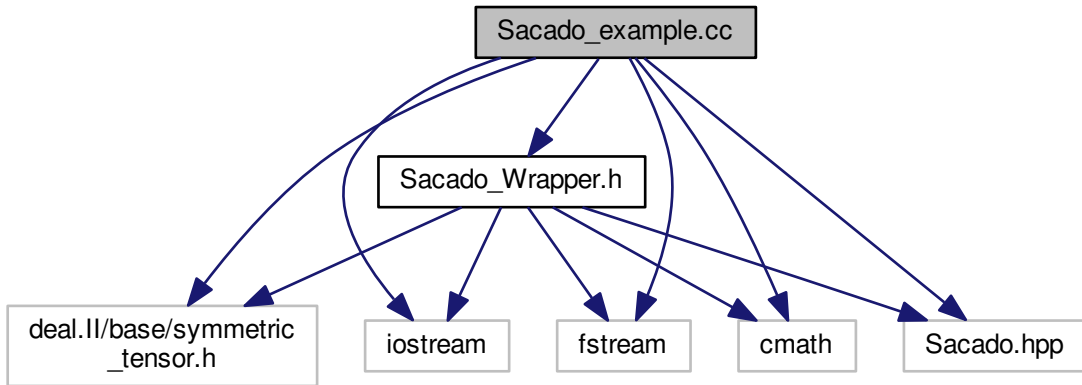 Sacado_example.cc
Sacado_Wrapper.h
deal.II/base/symmetric
_tensor.h
iostream
fstream
cmath
Sacado.hpp